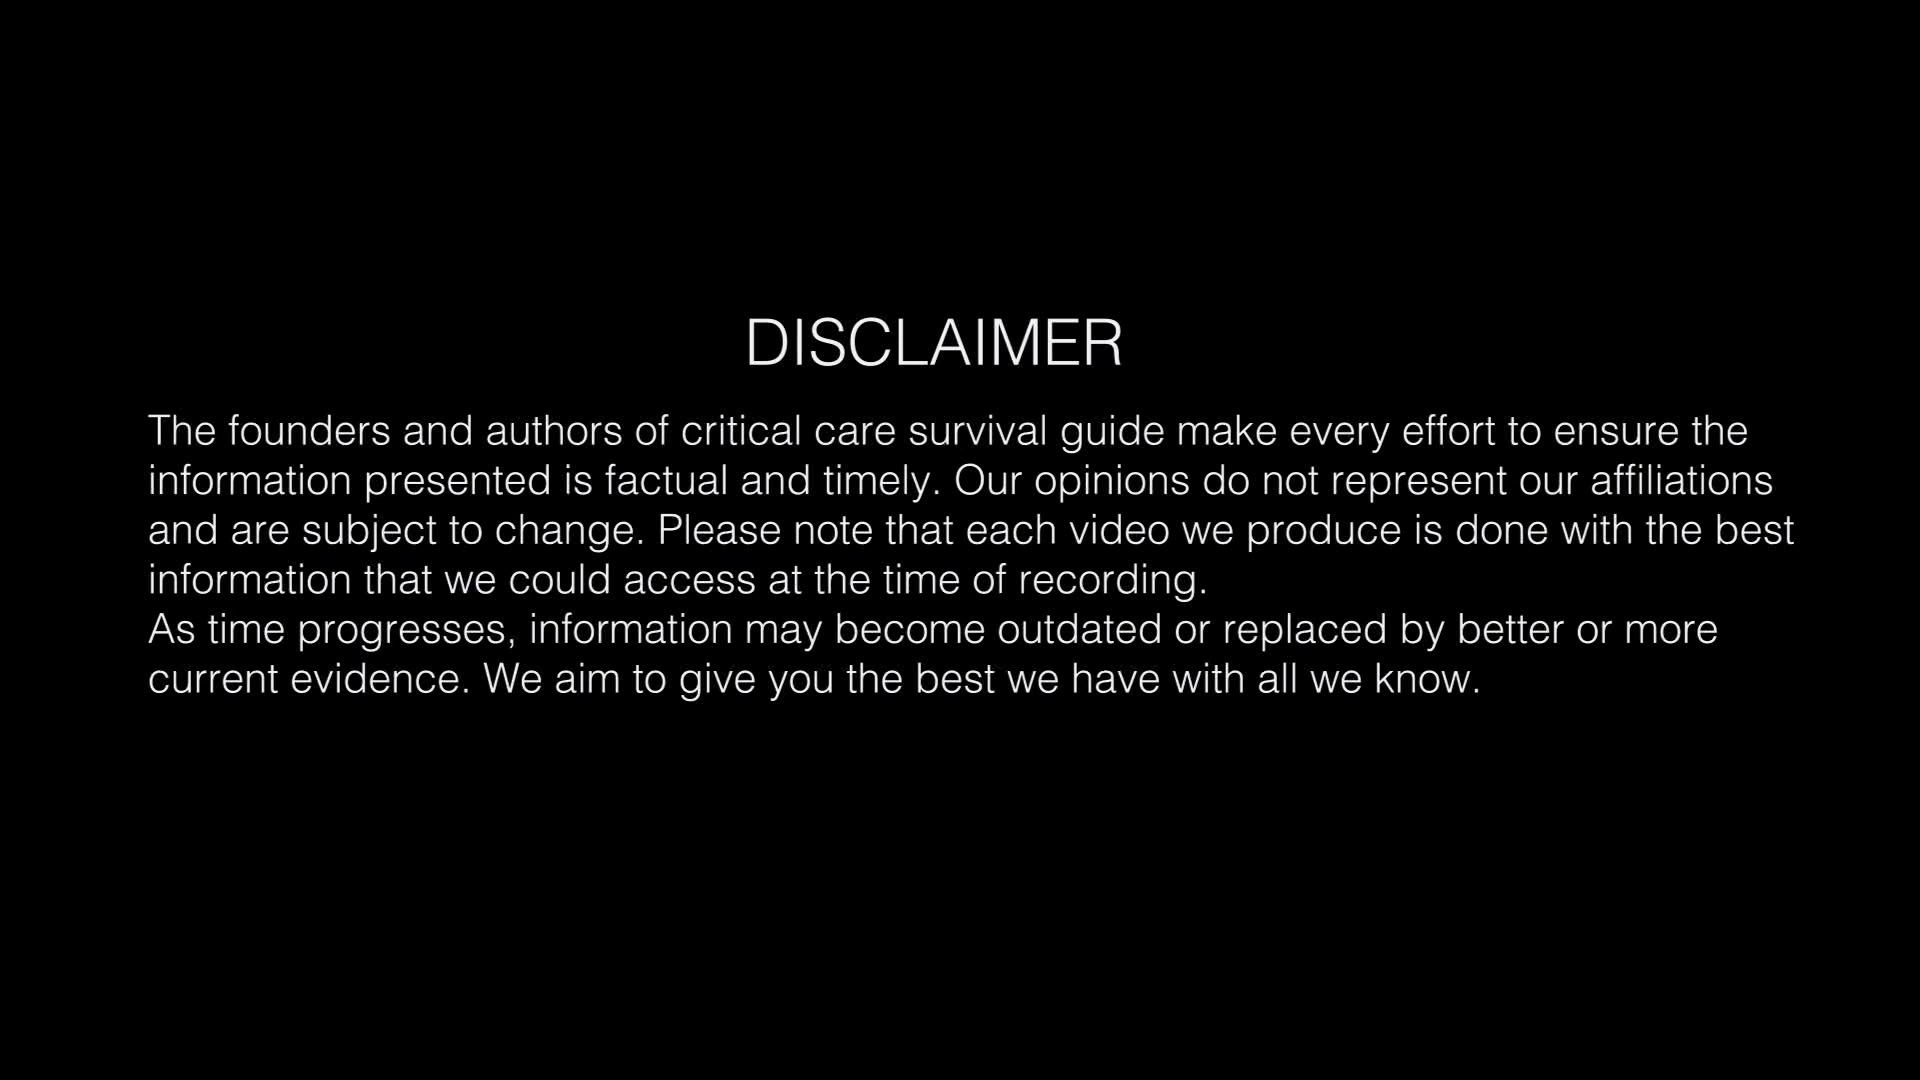 DISCLAIMER
The founders and authors of critical care survival guide make every effort to ensure the
information presented is factual and timely. Our opinions do not represent our affiliations
and are subject to change. Please note that each video we produce is done with the best
information that we could access at the time of recording.
As time progresses, information may become outdated or replaced by better or more
current evidence. We aim to give you the best we have with all we know.